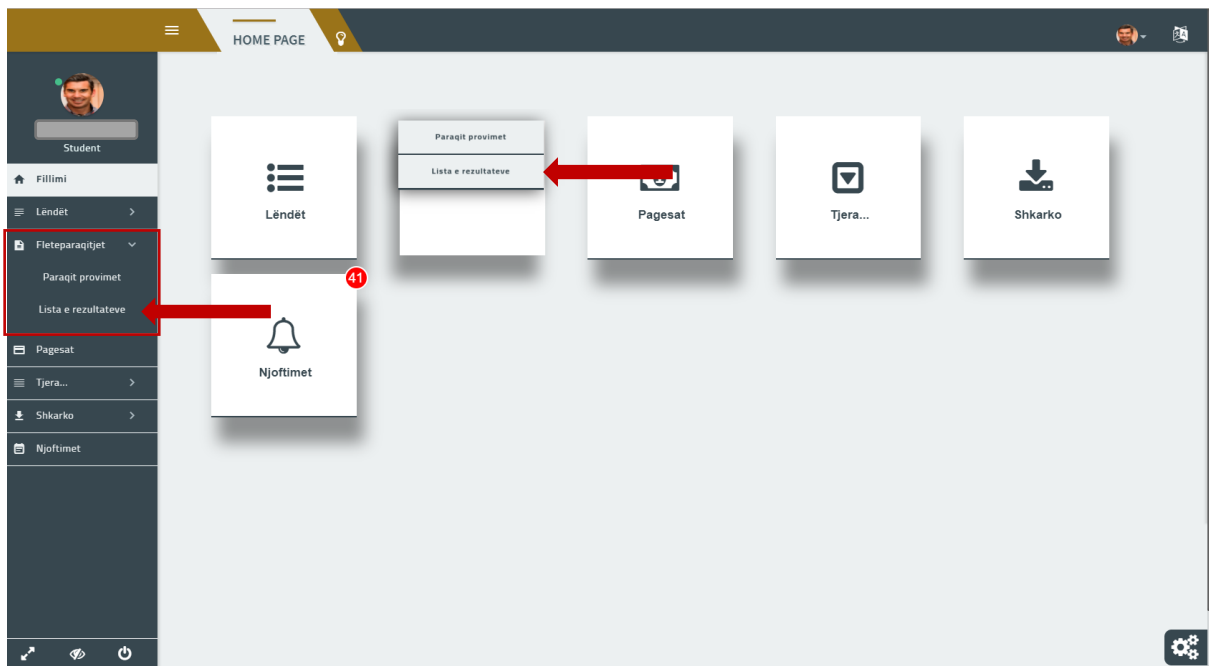 HOME PAGE
Student
Fillimi
Lëndët
Fleteparaqitjet
Paraqit provimet
Lista e rezultateve
Pagesat
Tjera...
Shkarko
Njoftimet
Lëndët
Paraqit provimet
Lista e rezultateve
Pagesat
Tjera...
Shkarko
41
Njoftimet